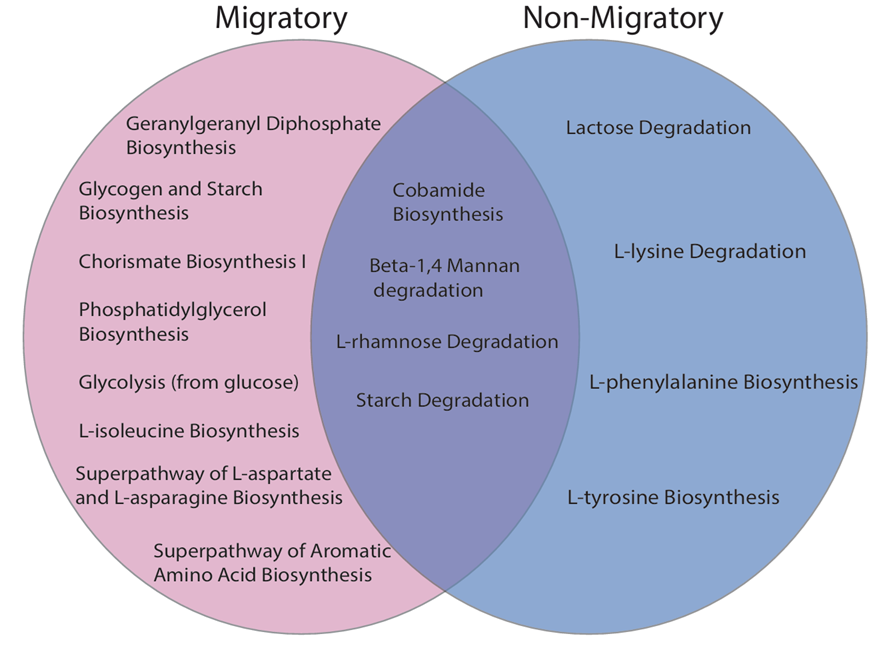 Migratory
Non-Migratory
Geranylgeranyl Diphosphate
Biosynthesis
Glycogen and Starch
Biosynthesis
Chorismate Biosynthesis I
Phosphatidylglycerol
Biosynthesis
Glycolysis (from glucose)
L-isoleucine Biosynthesis
Superpathway of L-aspartate
and L-asparagine Biosynthesis
Superpathway of Aromatic
Amino Acid Biosynthesis
Cobamide
Biosynthesis
Beta-1,4 Mannan
degradation
L-rhamnose Degradation
Starch Degradation
Lactose Degradation
L-lysine Degradation
L-phenylalanine Biosynthesis
L-tyrosine Biosynthesis